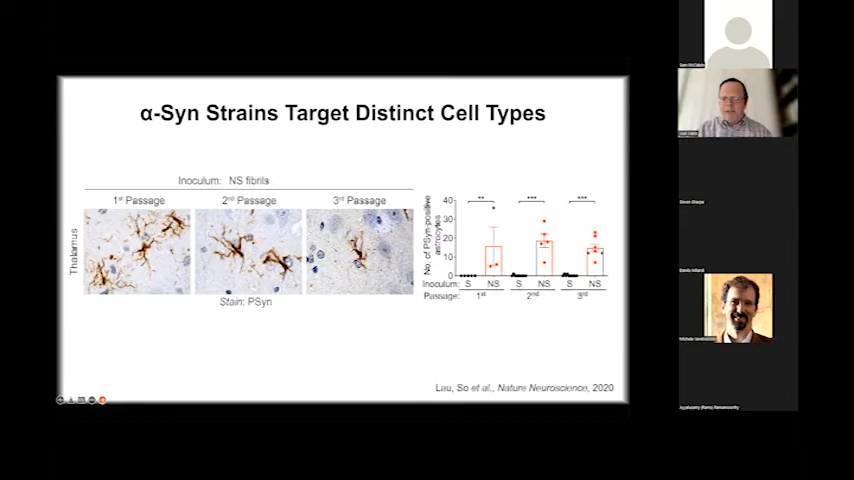 α-Syn Strains Target Distinct Cell Types
Inoculum: NS fibrils
1st Passage 2nd Passage 3rd Passage
Thalamus
Stain: PSyn
No. of PSyn-positive
astrocytes
40
30
20
10
0
** *** ***
Inoculum: S NS S NS S NS
Passage: 1st 2nd 3rd
Lau, So et al., Nature Neuroscience, 2020